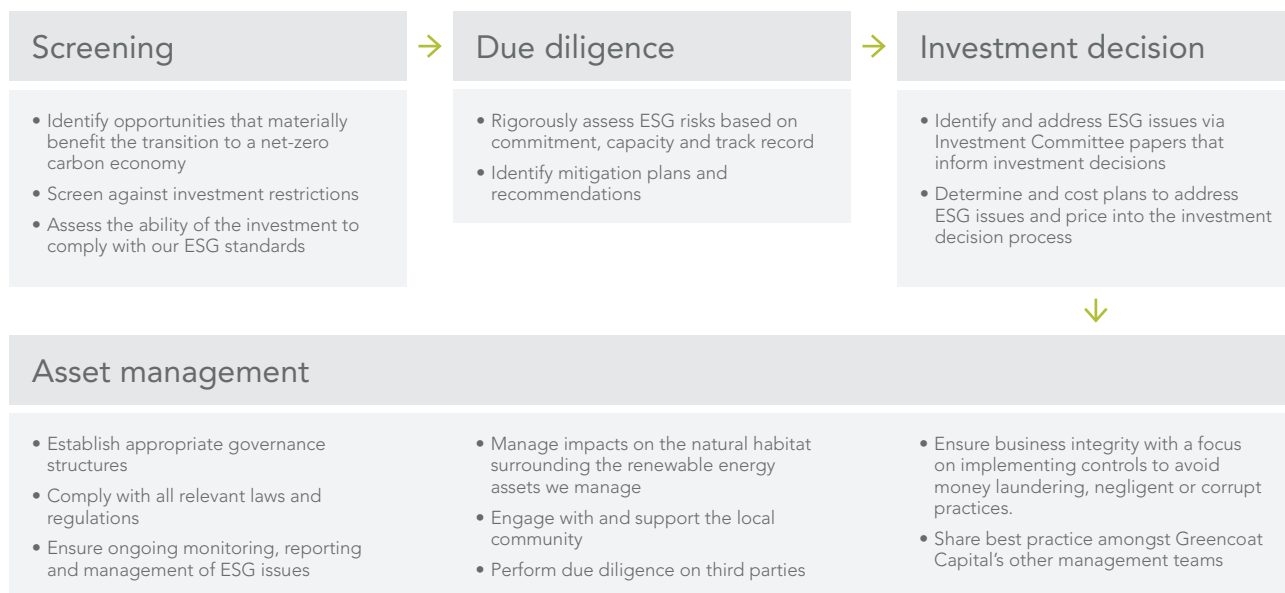 Screening
• Identify opportunities that materially
benefit the transition to a net-zero
carbon economy
• Screen against investment restrictions
• Assess the ability of the investment to
comply with our ESG standards
→
Due diligence
• Rigorously assess ESG risks based on
commitment, capacity and track record
• Identify mitigation plans and
recommendations
→
Investment decision
• Identify and address ESG issues via
Investment Committee papers that
inform investment decisions
• Determine and cost plans to address
ESG issues and price into the investment
decision process
↓
Asset management
• Establish appropriate governance
structures
• Comply with all relevant laws and
regulations
• Ensure ongoing monitoring, reporting
and management of ESG issues
• Manage impacts on the natural habitat
surrounding the renewable energy
assets we manage
• Engage with and support the local
community
• Perform due diligence on third parties
• Ensure business integrity with a focus
on implementing controls to avoid
money laundering, negligent or corrupt
practices.
• Share best practice amongst Greencoat
Capital's other management teams